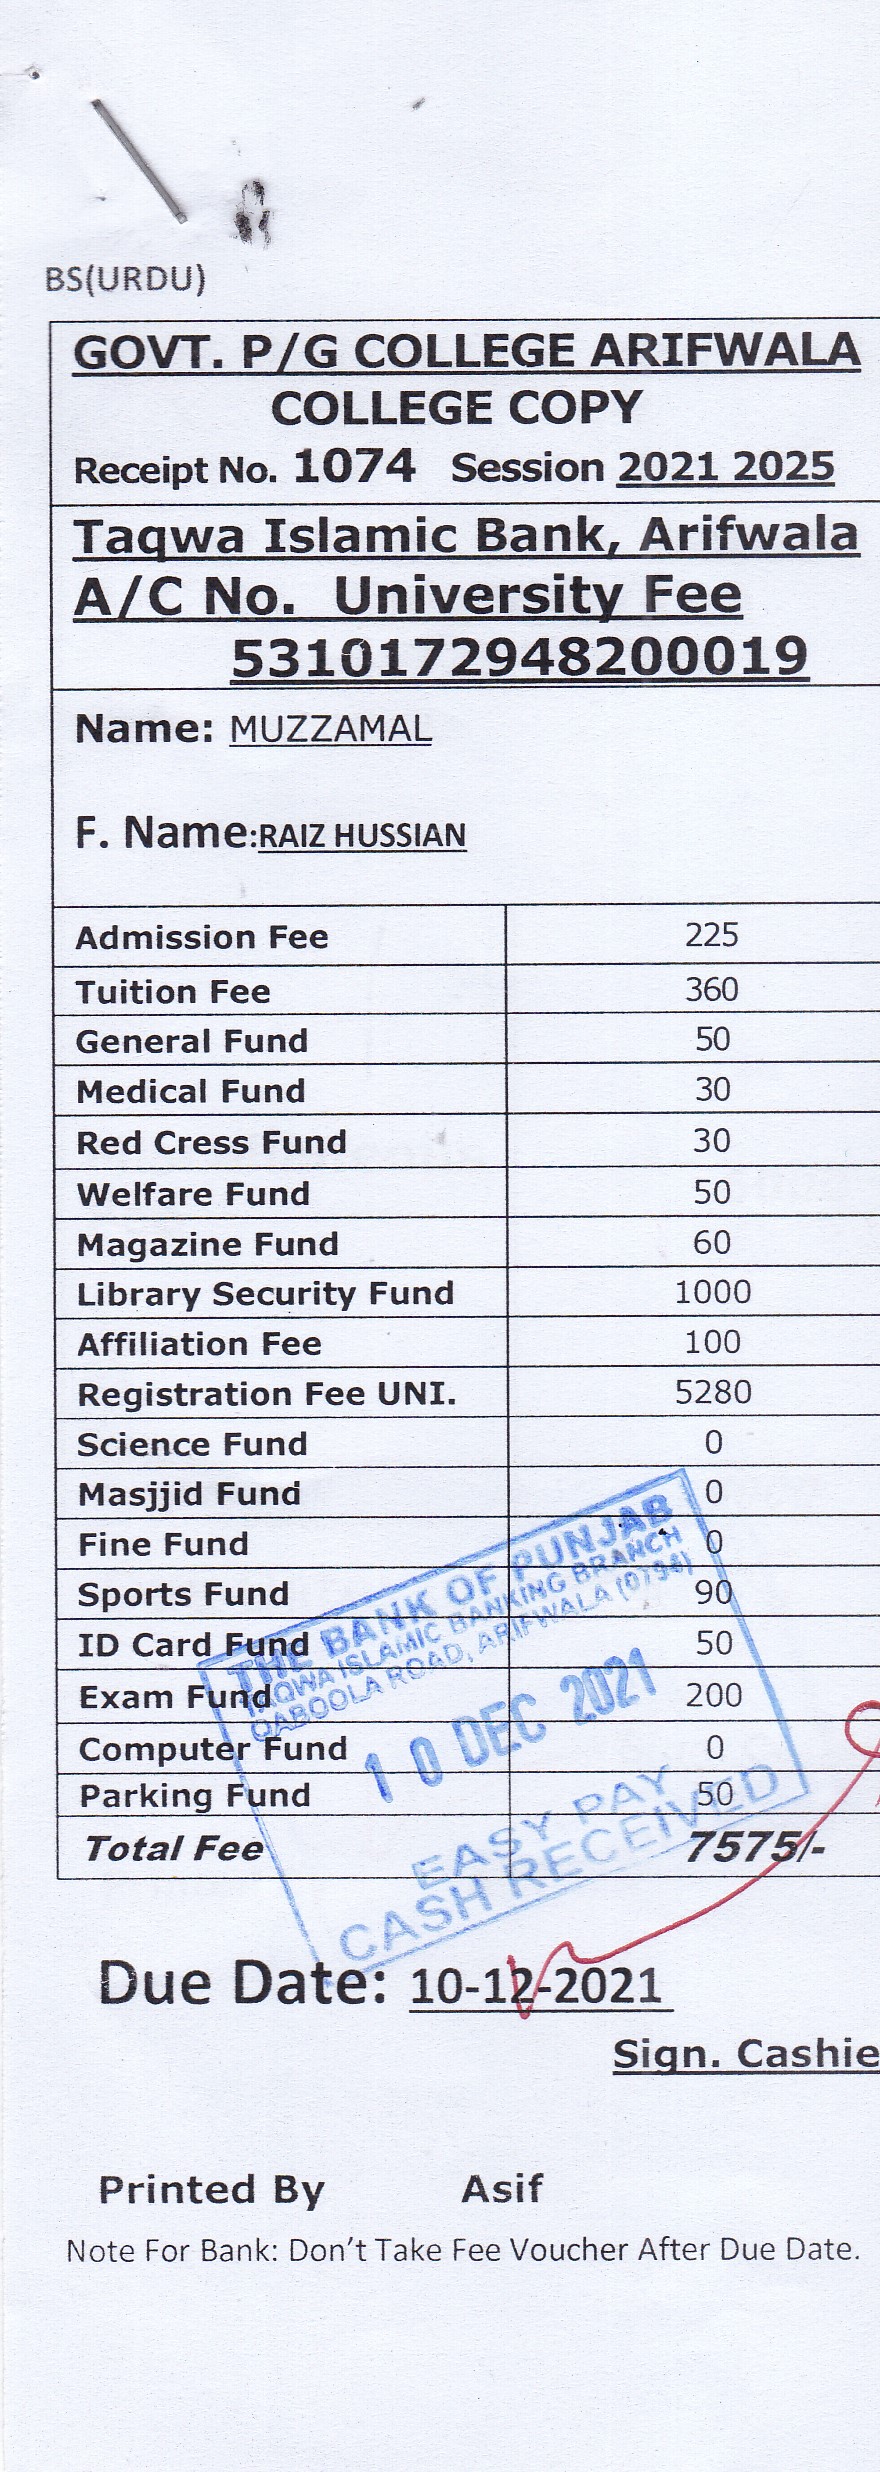 BS(URDU)
GOVT. P/G COLLEGE ARIFWALA
COLLEGE COPY
Receipt No. 1074 Session 2021 2025
Taqwa Islamic Bank, Arifwala
A/C No. University Fee
5310172948200019
Name: MUZZAMAL
F. Name:RAIZ HUSSIAN
Admission Fee 225
Tuition Fee 360
General Fund 50
Medical Fund 30
Red Cress Fund 30
Welfare Fund 50
Magazine Fund 60
Library Security Fund 1000
Affiliation Fee 100
Registration Fee UNI. 5280
Science Fund 0
Masjjid Fund 0
Fine Fund 0
Sports Fund 90
ID Card Fund 50
Exam Fund 200
Computer Fund 0
Parking Fund 50
Total Fee 7575/-
THE BANK OF PUNJAB
TAQWA ISLAMIC BANKING BRANCH
QABOOLA ROAD, ARIFWALA (0794)
10 DEC 2021
EASY PAY
CASH RECEIVED
Due Date: 10-12-2021
Sign. Cashie
Printed By Asif
Note For Bank: Don't Take Fee Voucher After Due Date.